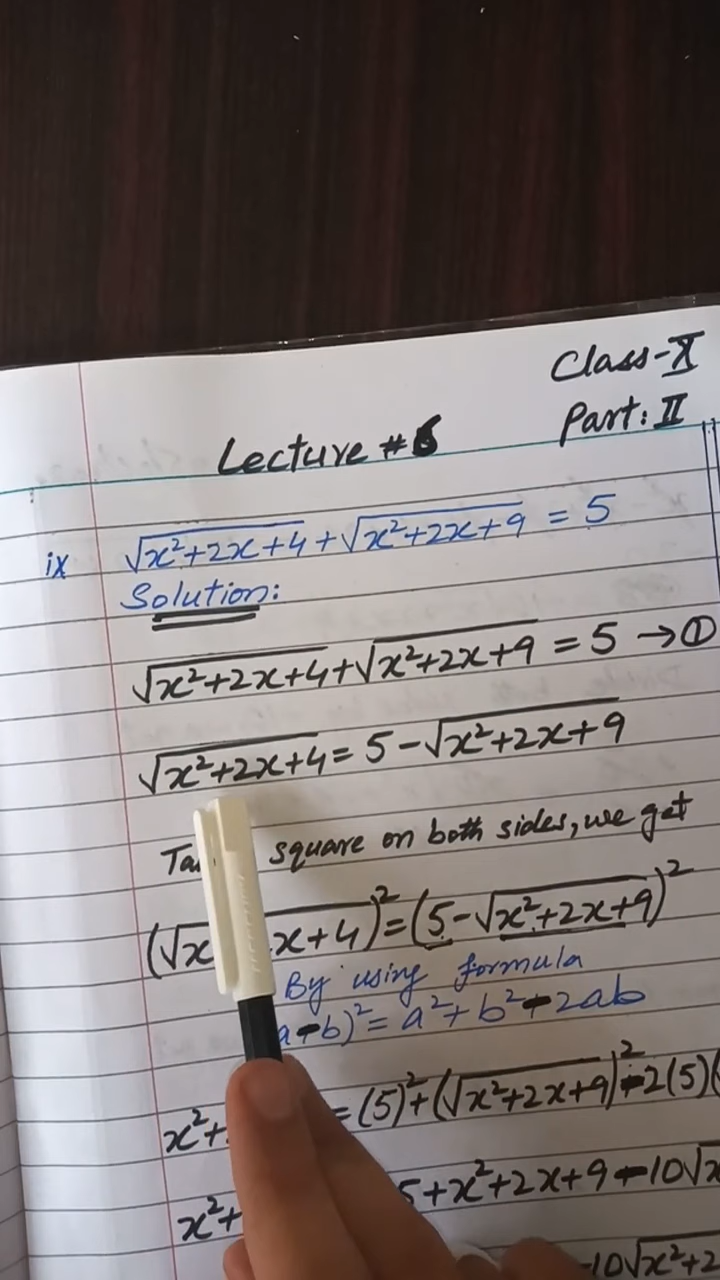 Class-X
Part: II
Lecture #6
ix √x²+2x+4 + √x²+2x+9 = 5
Solution:
√x²+2x+4 + √x²+2x+9 = 5 → ①
√x²+2x+4 = 5 - √x²+2x+9
square on both sides, we get
(√x x+4)² = (5-√x²+2x+9)²
By using formula
a-b)² = a²+b²-2ab
x²+ = (5)²+(√x²+2x+9)²-2(5)(
x²+ 5+x²+2x+9-10√x
-10√x²+2